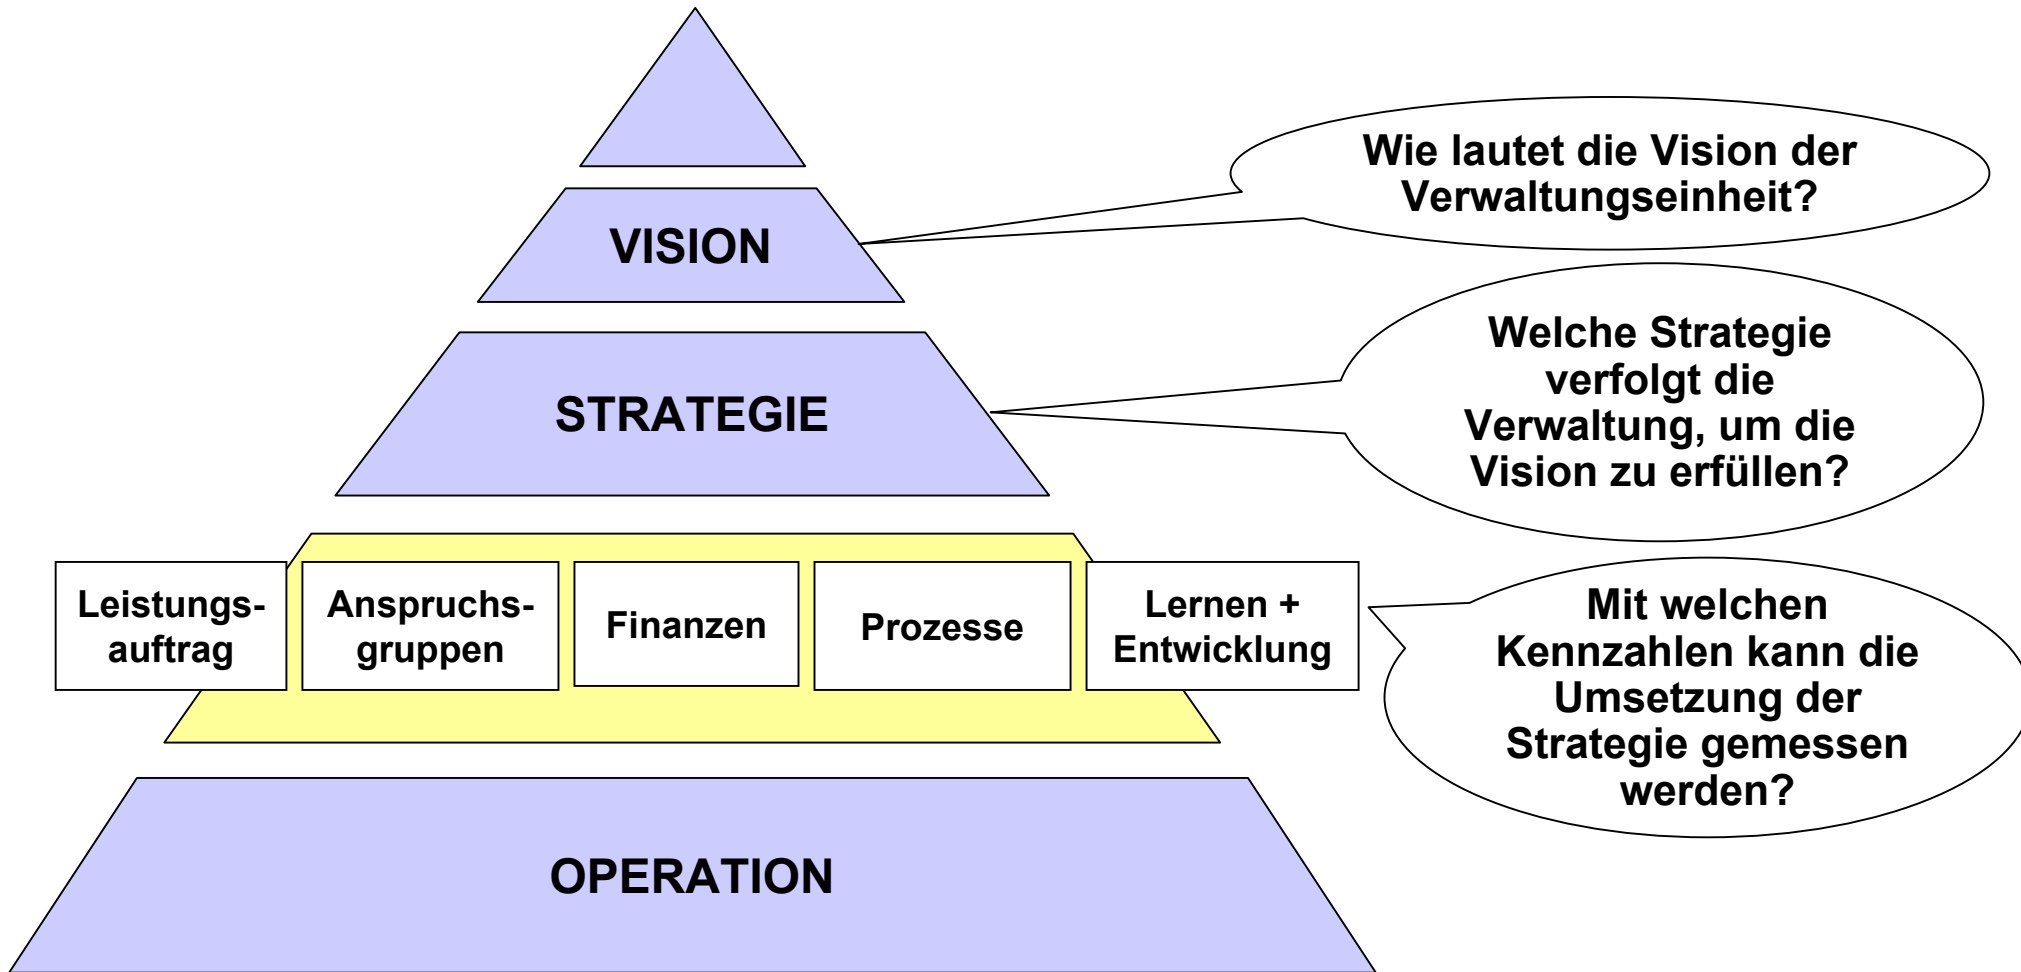 Wie lautet die Vision der
Verwaltungseinheit?
VISION
Welche Strategie
verfolgt die
Verwaltung, um die
Vision zu erfüllen?
STRATEGIE
Leistungs-
auftrag
Anspruchs-
gruppen
Finanzen
Prozesse
Lernen +
Entwicklung
Mit welchen
Kennzahlen kann die
Umsetzung der
Strategie gemessen
werden?
OPERATION